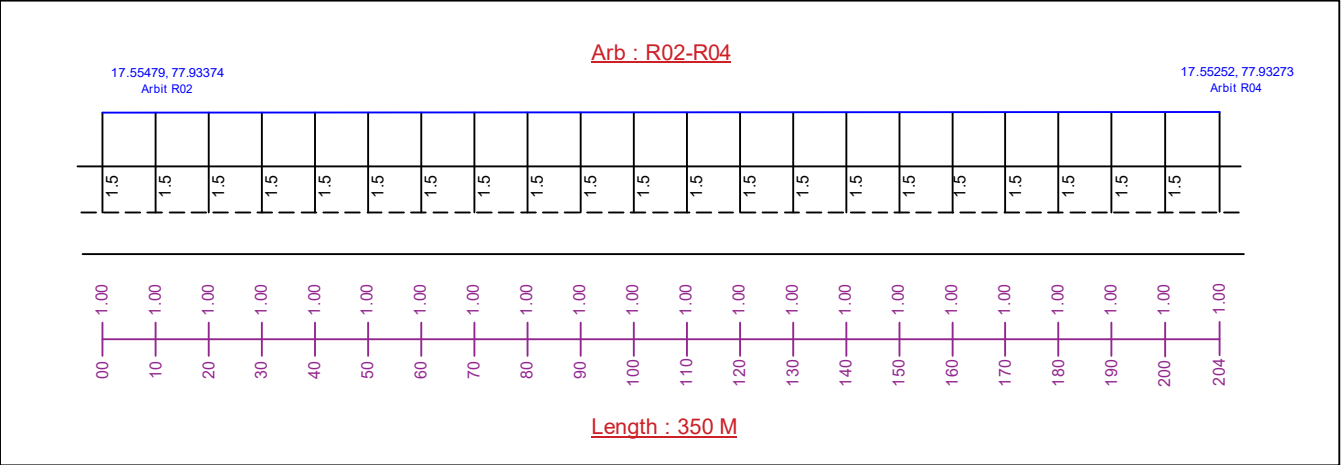 Arb : R02-R04
17.55479, 77.93374
Arbit R02
17.55252, 77.93273
Arbit R04
1.5 1.5 1.5 1.5 1.5 1.5 1.5 1.5 1.5 1.5 1.5 1.5 1.5 1.5 1.5 1.5 1.5 1.5 1.5 1.5 1.5
1.00 1.00 1.00 1.00 1.00 1.00 1.00 1.00 1.00 1.00 1.00 1.00 1.00 1.00 1.00 1.00 1.00 1.00 1.00 1.00 1.00 1.00
00 10 20 30 40 50 60 70 80 90 100 110 120 130 140 150 160 170 180 190 200 204
Length : 350 M